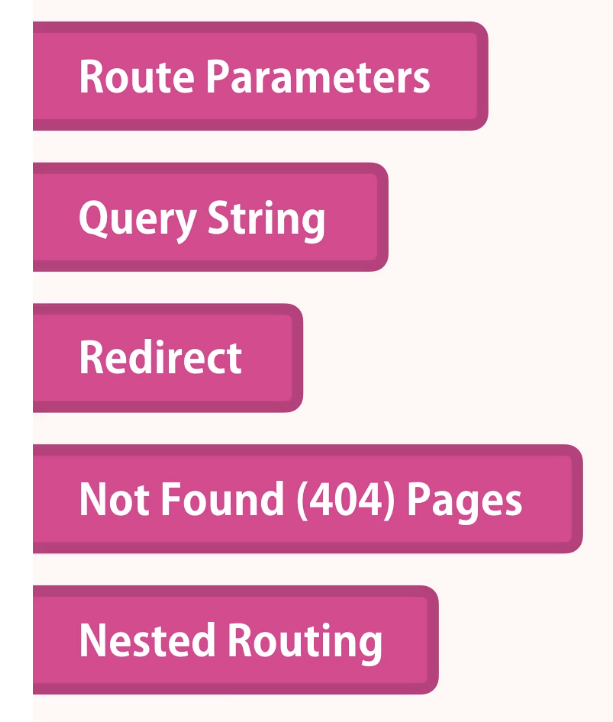 Route Parameters
Query String
Redirect
Not Found (404) Pages
Nested Routing